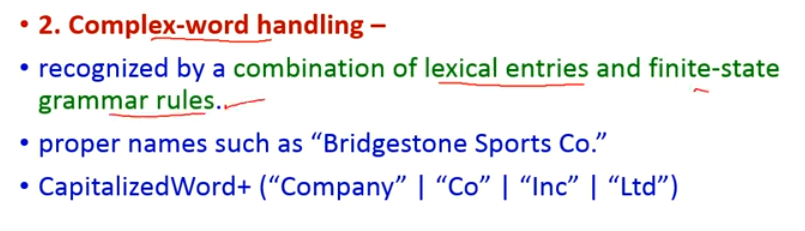 • 2. Complex-word handling –
• recognized by a combination of lexical entries and finite-state
grammar rules..
• proper names such as “Bridgestone Sports Co.”
• CapitalizedWord+ (“Company” | “Co” | “Inc” | “Ltd”)